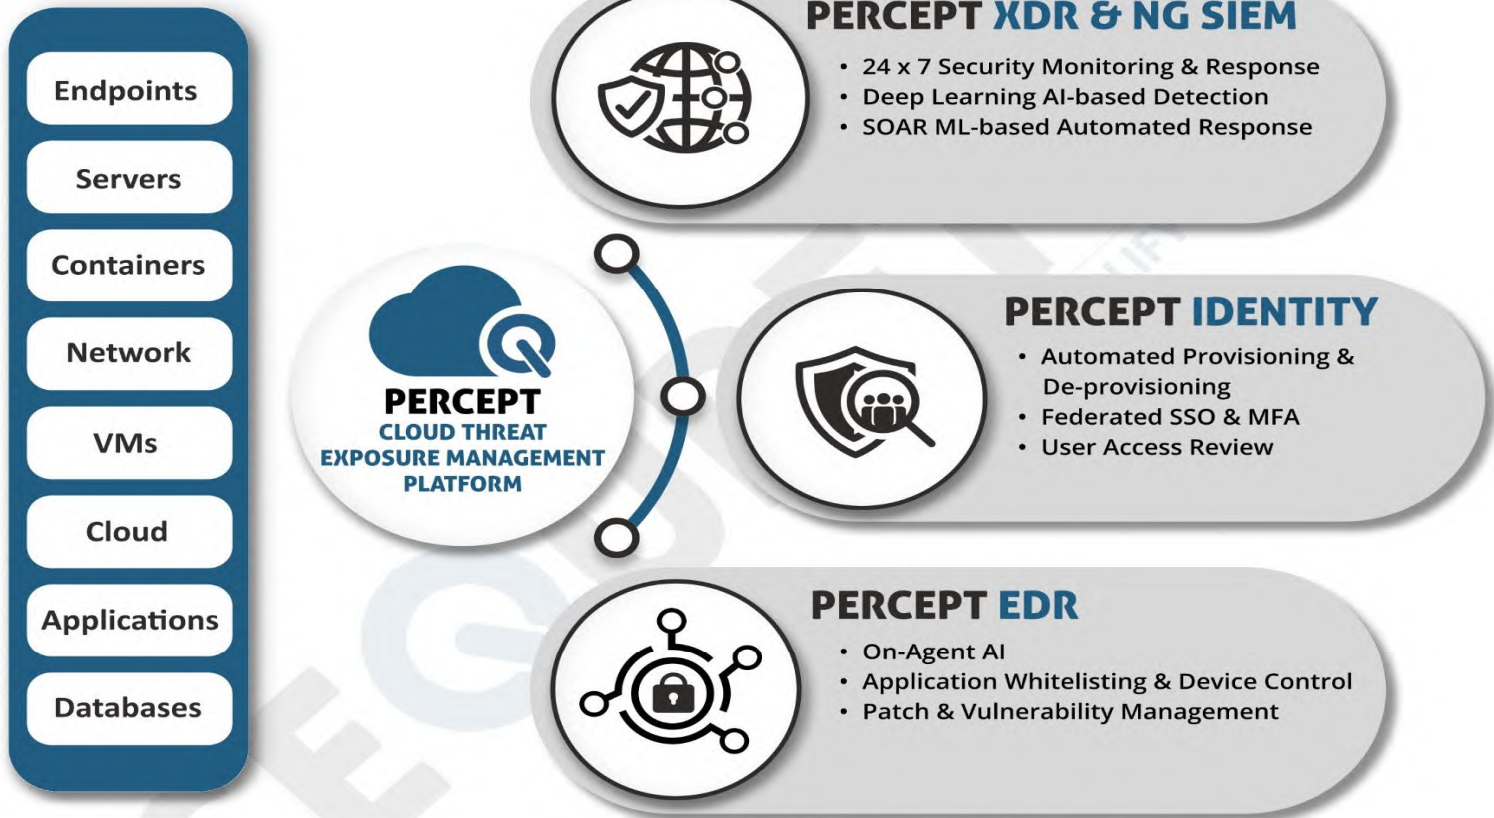 Endpoints
Servers
Containers
Network
VMs
Cloud
Applications
Databases
PERCEPT
CLOUD THREAT
EXPOSURE MANAGEMENT
PLATFORM
PERCEPT XDR & NG SIEM
• 24 x 7 Security Monitoring & Response
• Deep Learning AI-based Detection
• SOAR ML-based Automated Response
PERCEPT IDENTITY
• Automated Provisioning &
De-provisioning
• Federated SSO & MFA
• User Access Review
PERCEPT EDR
• On-Agent AI
• Application Whitelisting & Device Control
• Patch & Vulnerability Management